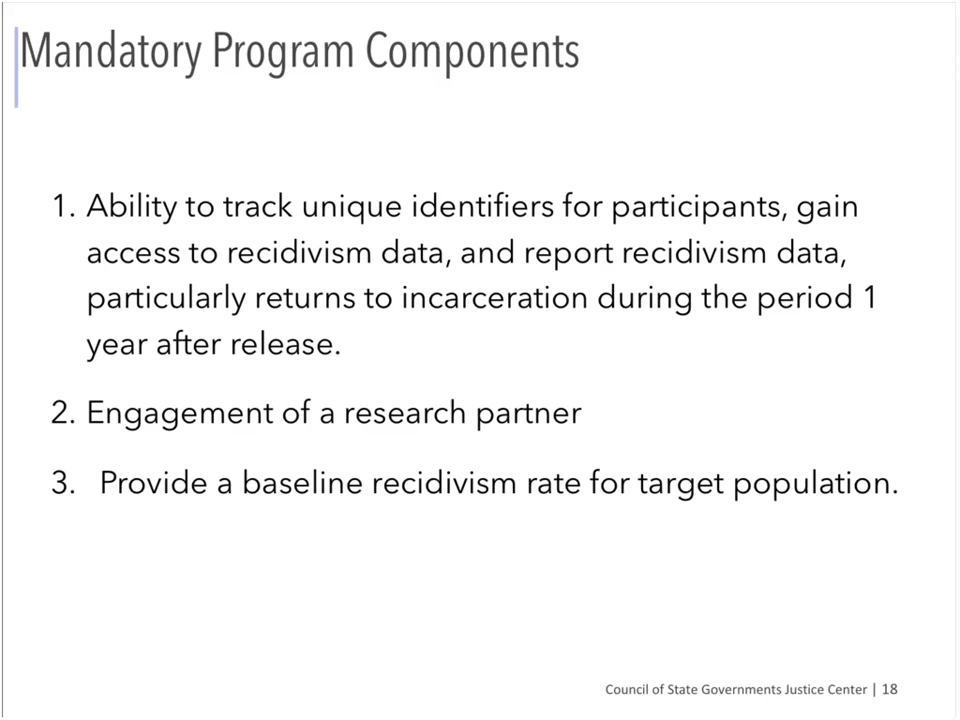 Mandatory Program Components
1. Ability to track unique identifiers for participants, gain
access to recidivism data, and report recidivism data,
particularly returns to incarceration during the period 1
year after release.
2. Engagement of a research partner
3. Provide a baseline recidivism rate for target population.
Council of State Governments Justice Center | 18